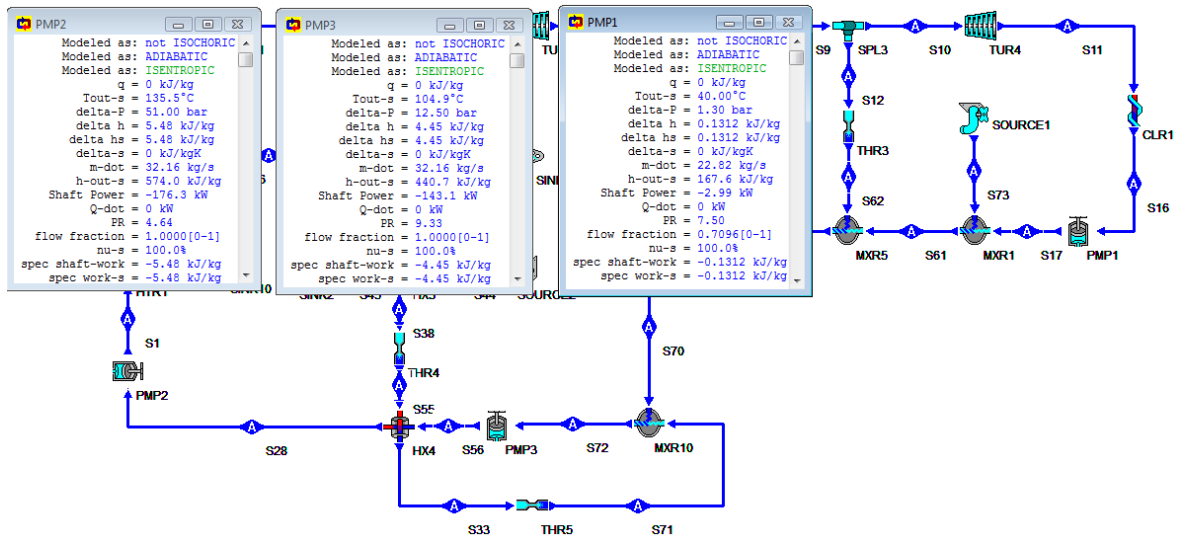 PMP2
Modeled as: not ISOCHORIC
Modeled as: ADIABATIC
Modeled as: ISENTROPIC
q = 0 kJ/kg
Tout-s = 135.5°C
delta-P = 51.00 bar
delta h = 5.48 kJ/kg
delta hs = 5.48 kJ/kg
delta-s = 0 kJ/kgK
m-dot = 32.16 kg/s
h-out-s = 574.0 kJ/kg
Shaft Power = -176.3 kW
Q-dot = 0 kW
PR = 4.64
flow fraction = 1.0000[0-1]
nu-s = 100.0%
spec shaft-work = -5.48 kJ/kg
spec work-s = -5.48 kJ/kg
PMP3
Modeled as: not ISOCHORIC
Modeled as: ADIABATIC
Modeled as: ISENTROPIC
q = 0 kJ/kg
Tout-s = 104.9°C
delta-P = 12.50 bar
delta h = 4.45 kJ/kg
delta hs = 4.45 kJ/kg
delta-s = 0 kJ/kgK
m-dot = 32.16 kg/s
h-out-s = 440.7 kJ/kg
Shaft Power = -143.1 kW
Q-dot = 0 kW
PR = 9.33
flow fraction = 1.0000[0-1]
nu-s = 100.0%
spec shaft-work = -4.45 kJ/kg
spec work-s = -4.45 kJ/kg
PMP1
Modeled as: not ISOCHORIC
Modeled as: ADIABATIC
Modeled as: ISENTROPIC
q = 0 kJ/kg
Tout-s = 40.00°C
delta-P = 1.30 bar
delta h = 0.1312 kJ/kg
delta hs = 0.1312 kJ/kg
delta-s = 0 kJ/kgK
m-dot = 22.82 kg/s
h-out-s = 167.6 kJ/kg
Shaft Power = -2.99 kW
Q-dot = 0 kW
PR = 7.50
flow fraction = 0.7096[0-1]
nu-s = 100.0%
spec shaft-work = -0.1312 kJ/kg
spec work-s = -0.1312 kJ/kg
TU
A A
S9 SPL3 S10 TUR4 S11
A
S12
SOURCE1
CLR1
THR3
A
SIN
A A
S73
S62
S16
A A
MXR5 S61 MXR1 S17 PMP1
HTR1 SINK10 SINK2 S45 HX3 S44 SOURCE2
A A A
S38
S1
S70
THR4
A
PMP2
S55
A A A
S28 HX4 S56 PMP3 S72 MXR10
A A
S33 THR5 S71